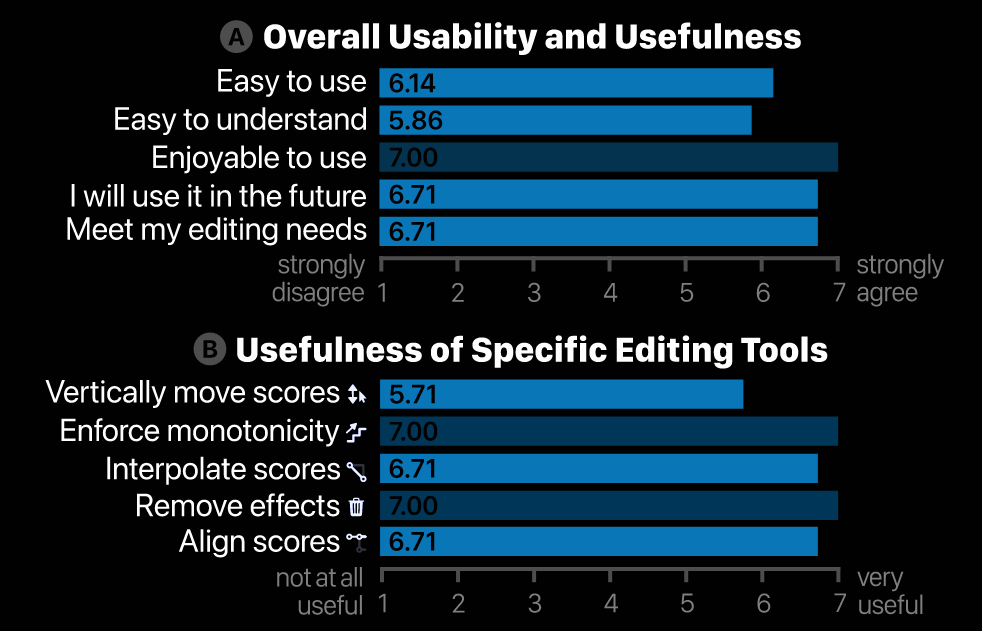 A Overall Usability and Usefulness
Easy to use 6.14
Easy to understand 5.86
Enjoyable to use 7.00
I will use it in the future 6.71
Meet my editing needs 6.71
strongly disagree 1 2 3 4 5 6 7 strongly agree
B Usefulness of Specific Editing Tools
Vertically move scores 5.71
Enforce monotonicity 7.00
Interpolate scores 6.71
Remove effects 7.00
Align scores 6.71
not at all useful 1 2 3 4 5 6 7 very useful